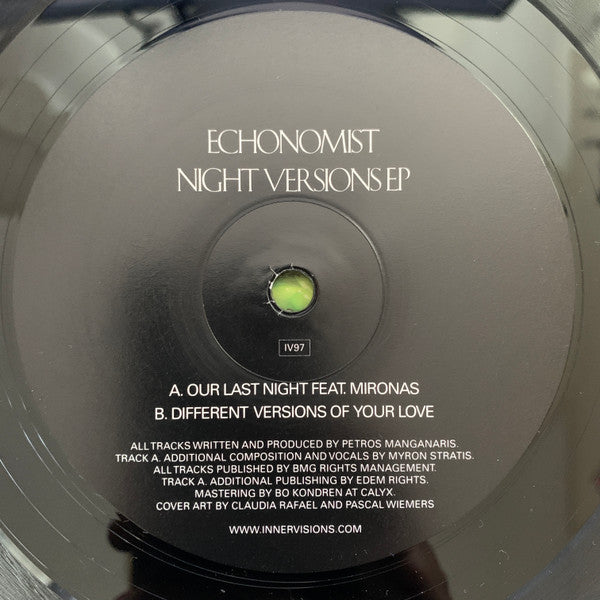 ECHONOMIST
NIGHT VERSIONS EP
IV97
A. OUR LAST NIGHT FEAT. MIRONAS
B. DIFFERENT VERSIONS OF YOUR LOVE
ALL TRACKS WRITTEN AND PRODUCED BY PETROS MANGANARIS.
TRACK A. ADDITIONAL COMPOSITION AND VOCALS BY MYRON STRATIS.
ALL TRACKS PUBLISHED BY BMG RIGHTS MANAGEMENT.
TRACK A. ADDITIONAL PUBLISHING BY EDEM RIGHTS.
MASTERING BY BO KONDREN AT CALYX.
COVER ART BY CLAUDIA RAFAEL AND PASCAL WIEMERS
WWW.INNERVISIONS.COM